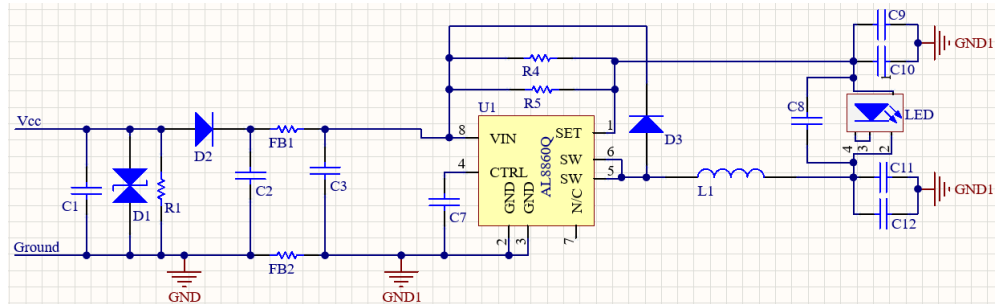 C9
GND1
R4
C10
R5
C8
LED
U1
1
Vcc
8
VIN
SET
1
D3
4
3
2
D2
FB1
AL8860Q
6
SW
4
CTRL
SW
5
C1
D1
R1
C2
C3
L1
C11
GND1
C7
GND
GND
N/C
C12
2
3
7
Ground
FB2
GND
GND1